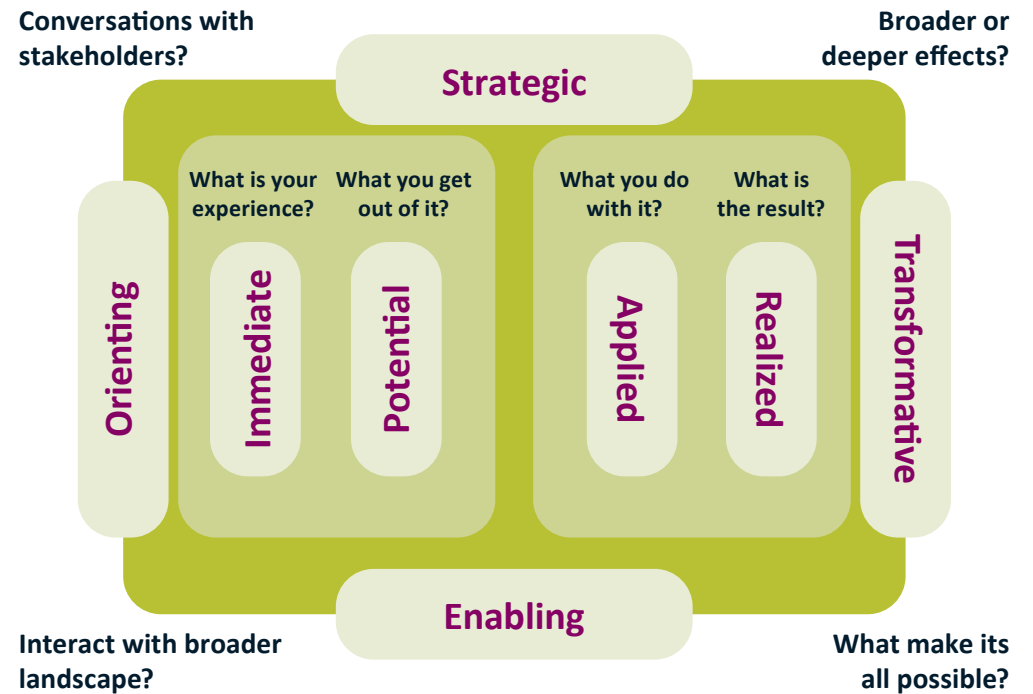 Conversations with
stakeholders?
Broader or
deeper effects?
Strategic
What is your
experience?
What you get
out of it?
What you do
with it?
What is
the result?
Orienting
Immediate
Potential
Applied
Realized
Transformative
Enabling
Interact with broader
landscape?
What make its
all possible?